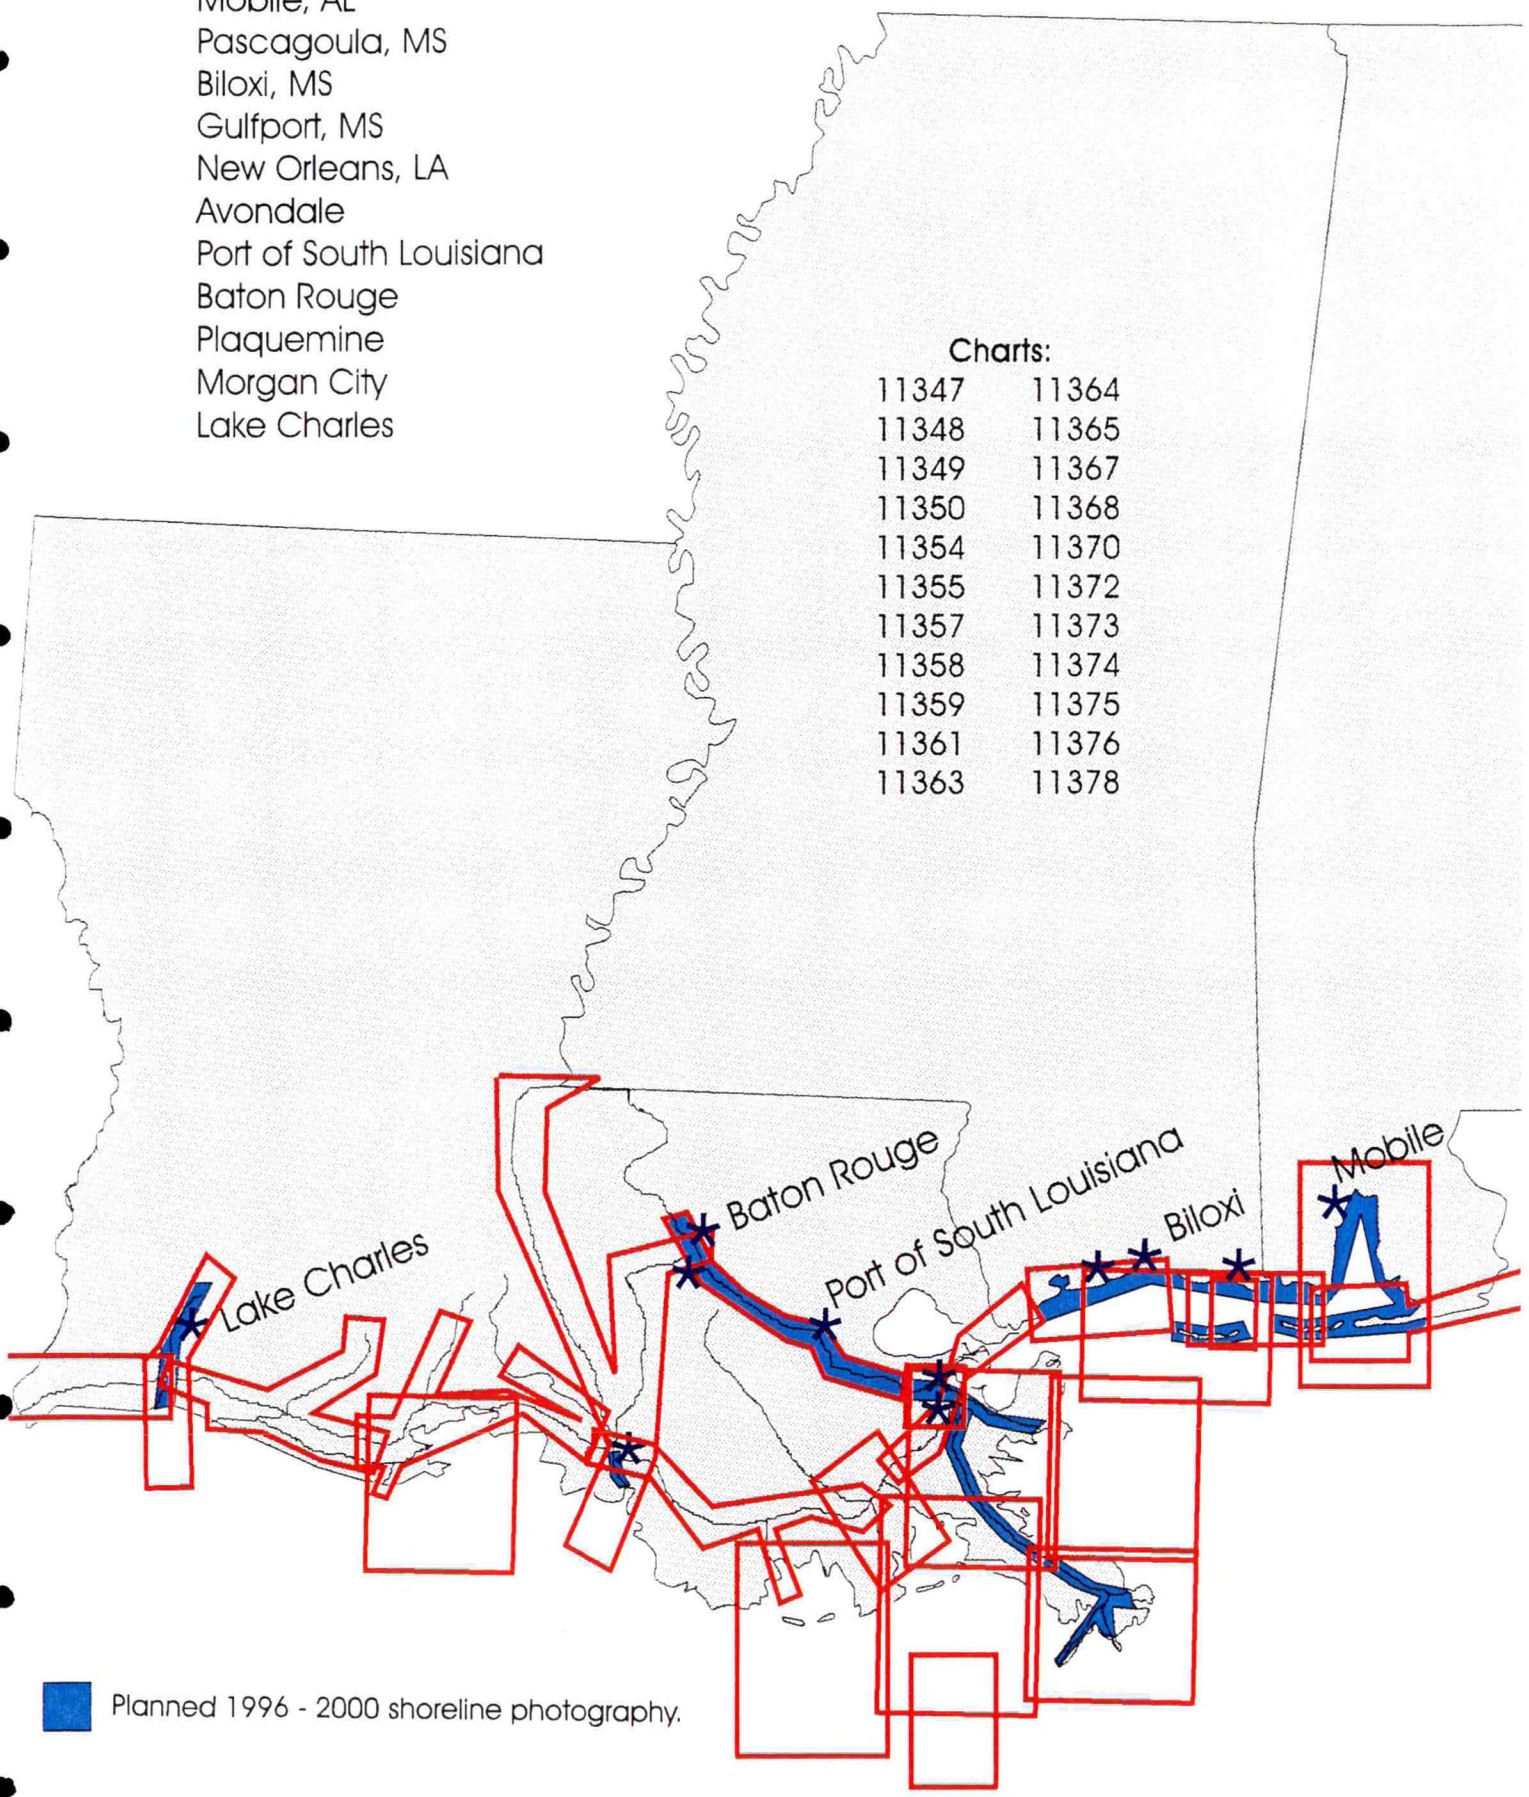 Mobile, AL
Pascagoula, MS
Biloxi, MS
Gulfport, MS
New Orleans, LA
Avondale
Port of South Louisiana
Baton Rouge
Plaquemine
Morgan City
Lake Charles
Charts:
11347 11364
11348 11365
11349 11367
11350 11368
11354 11370
11355 11372
11357 11373
11358 11374
11359 11375
11361 11376
11363 11378
Lake Charles
Baton Rouge
Port of South Louisiana
Biloxi
Mobile
Planned 1996 - 2000 shoreline photography.